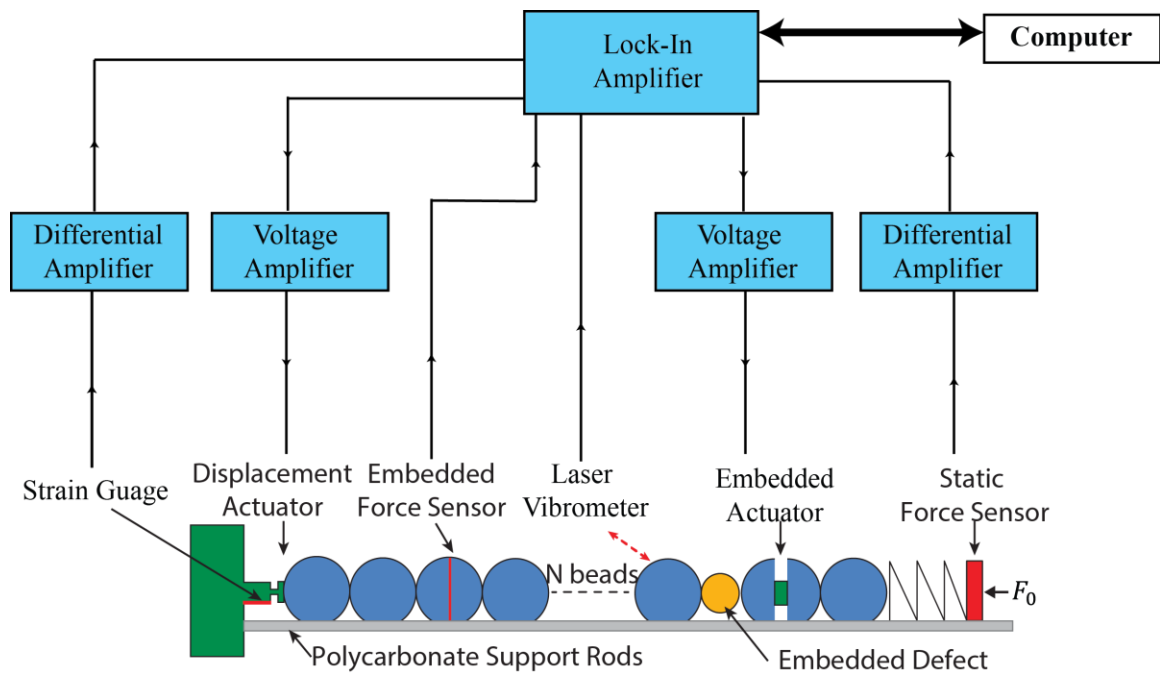 Lock-In
Amplifier
Computer
Differential
Amplifier
Voltage
Amplifier
Voltage
Amplifier
Differential
Amplifier
Strain Guage
Displacement
Actuator
Embedded
Force Sensor
Laser
Vibrometer
Embedded
Actuator
Static
Force Sensor
N beads
F₀
Polycarbonate Support Rods
Embedded Defect